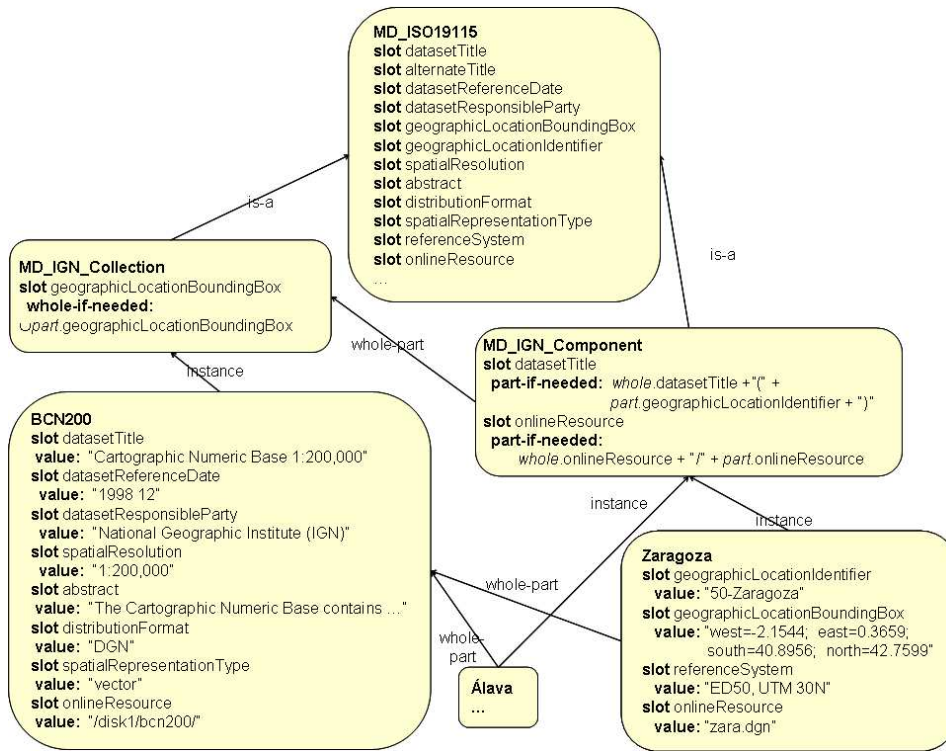 MD_ISO19115
slot datasetTitle
slot alternateTitle
slot datasetReferenceDate
slot datasetResponsibleParty
slot geographicLocationBoundingBox
slot geographicLocationIdentifier
slot spatialResolution
slot abstract
slot distributionFormat
slot spatialRepresentationType
slot referenceSystem
slot onlineResource
...
is-a
is-a
MD_IGN_Collection
slot geographicLocationBoundingBox
whole-if-needed:
∪part.geographicLocationBoundingBox
whole-part
instance
MD_IGN_Component
slot datasetTitle
part-if-needed: whole.datasetTitle +"(" +
part.geographicLocationIdentifier + ")"
slot onlineResource
part-if-needed:
whole.onlineResource + "/" + part.onlineResource
BCN200
slot datasetTitle
value: "Cartographic Numeric Base 1:200,000"
slot datasetReferenceDate
value: "1998 12"
slot datasetResponsibleParty
value: "National Geographic Institute (IGN)"
slot spatialResolution
value: "1:200,000"
slot abstract
value: "The Cartographic Numeric Base contains ..."
slot distributionFormat
value: "DGN"
slot spatialRepresentationType
value: "vector"
slot onlineResource
value: "/disk1/bcn200/"
instance
instance
whole-part
whole-
part
Álava
...
Zaragoza
slot geographicLocationIdentifier
value: "50-Zaragoza"
slot geographicLocationBoundingBox
value: "west=-2.1544; east=0.3659;
south=40.8956; north=42.7599"
slot referenceSystem
value: "ED50, UTM 30N"
slot onlineResource
value: "zara.dgn"